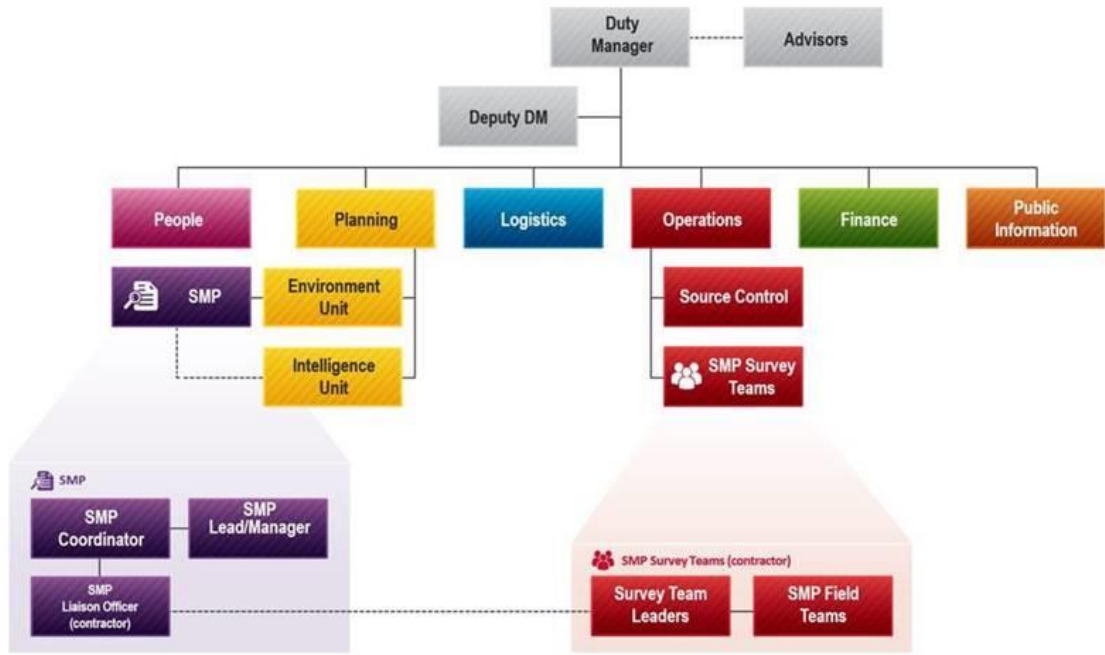 Duty
Manager
Advisors
Deputy DM
People
Planning
Logistics
Operations
Finance
Public
Information
SMP
Environment
Unit
Source Control
Intelligence
Unit
SMP Survey
Teams
SMP
SMP
Coordinator
SMP
Lead/Manager
SMP
Liaison Officer
(contractor)
SMP Survey Teams (contractor)
Survey Team
Leaders
SMP Field
Teams